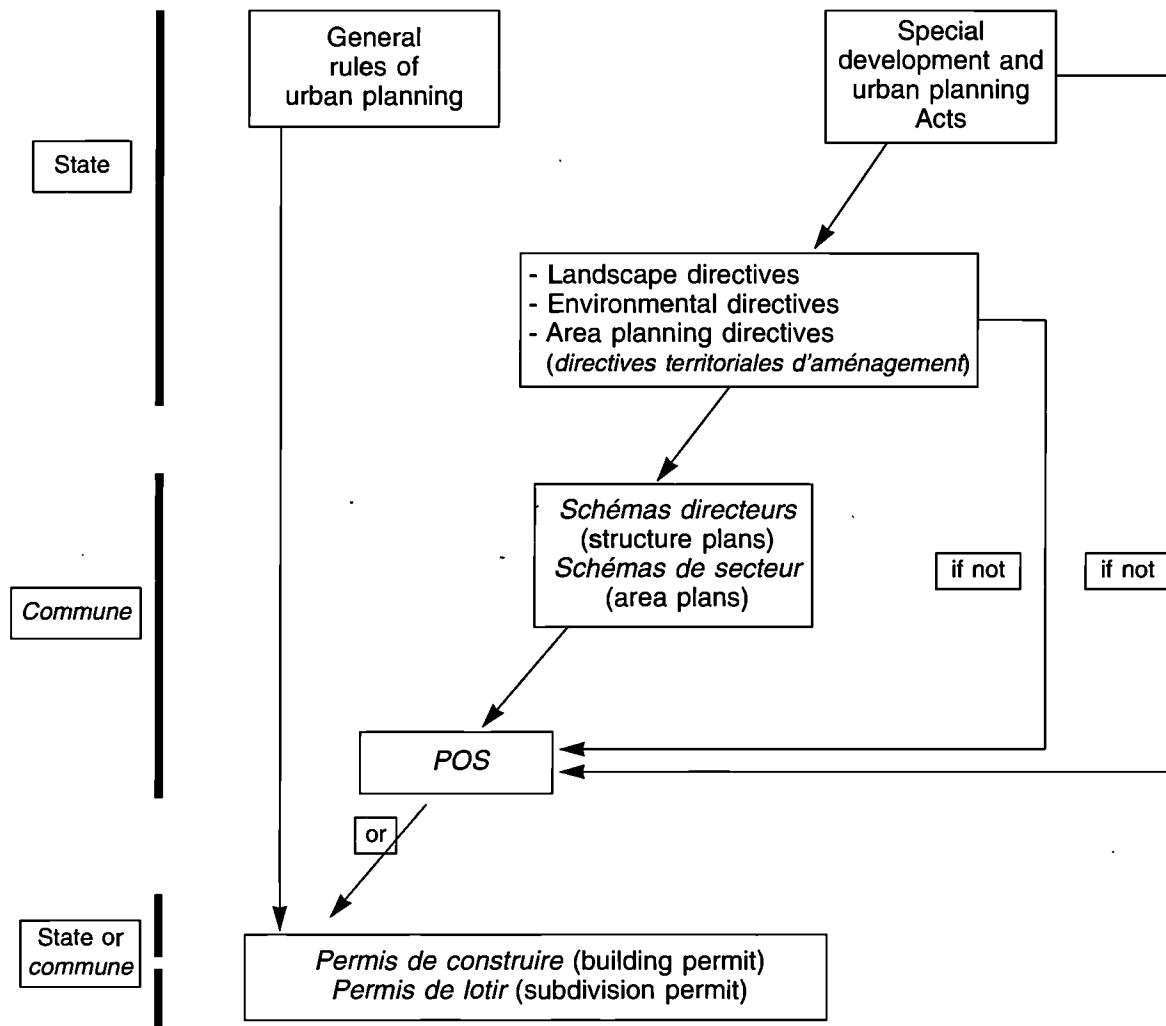 General
rules of
urban planning
Special
development and
urban planning
Acts
State
- Landscape directives
- Environmental directives
- Area planning directives
(directives territoriales d'aménagement)
Schémas directeurs
(structure plans)
Schémas de secteur
(area plans)
if not
if not
Commune
POS
or
State or
commune
Permis de construire (building permit)
Permis de lotir (subdivision permit)